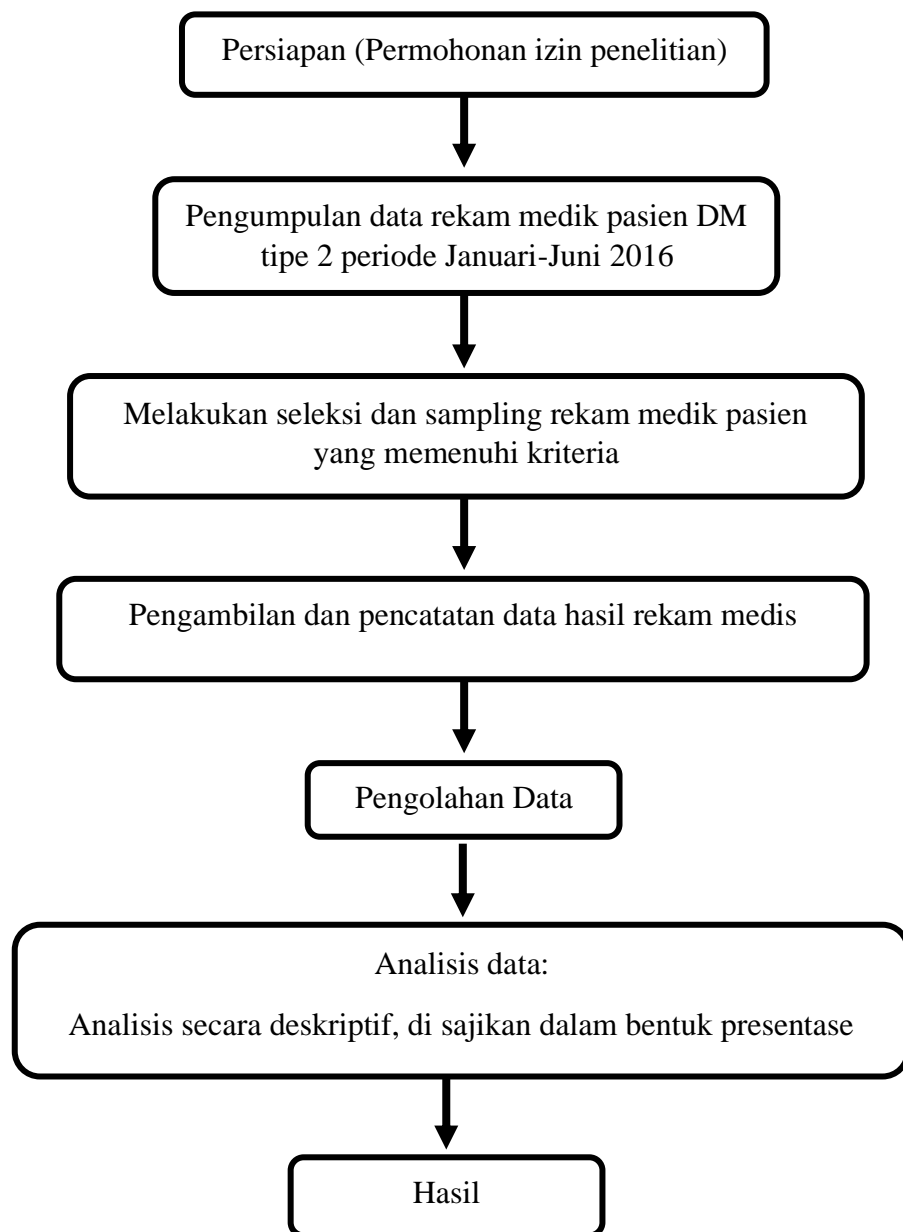 Persiapan (Permohonan izin penelitian)
Pengumpulan data rekam medik pasien DM
tipe 2 periode Januari-Juni 2016
Melakukan seleksi dan sampling rekam medik pasien
yang memenuhi kriteria
Pengambilan dan pencatatan data hasil rekam medis
Pengolahan Data
Analisis data:
Analisis secara deskriptif, di sajikan dalam bentuk presentase
Hasil